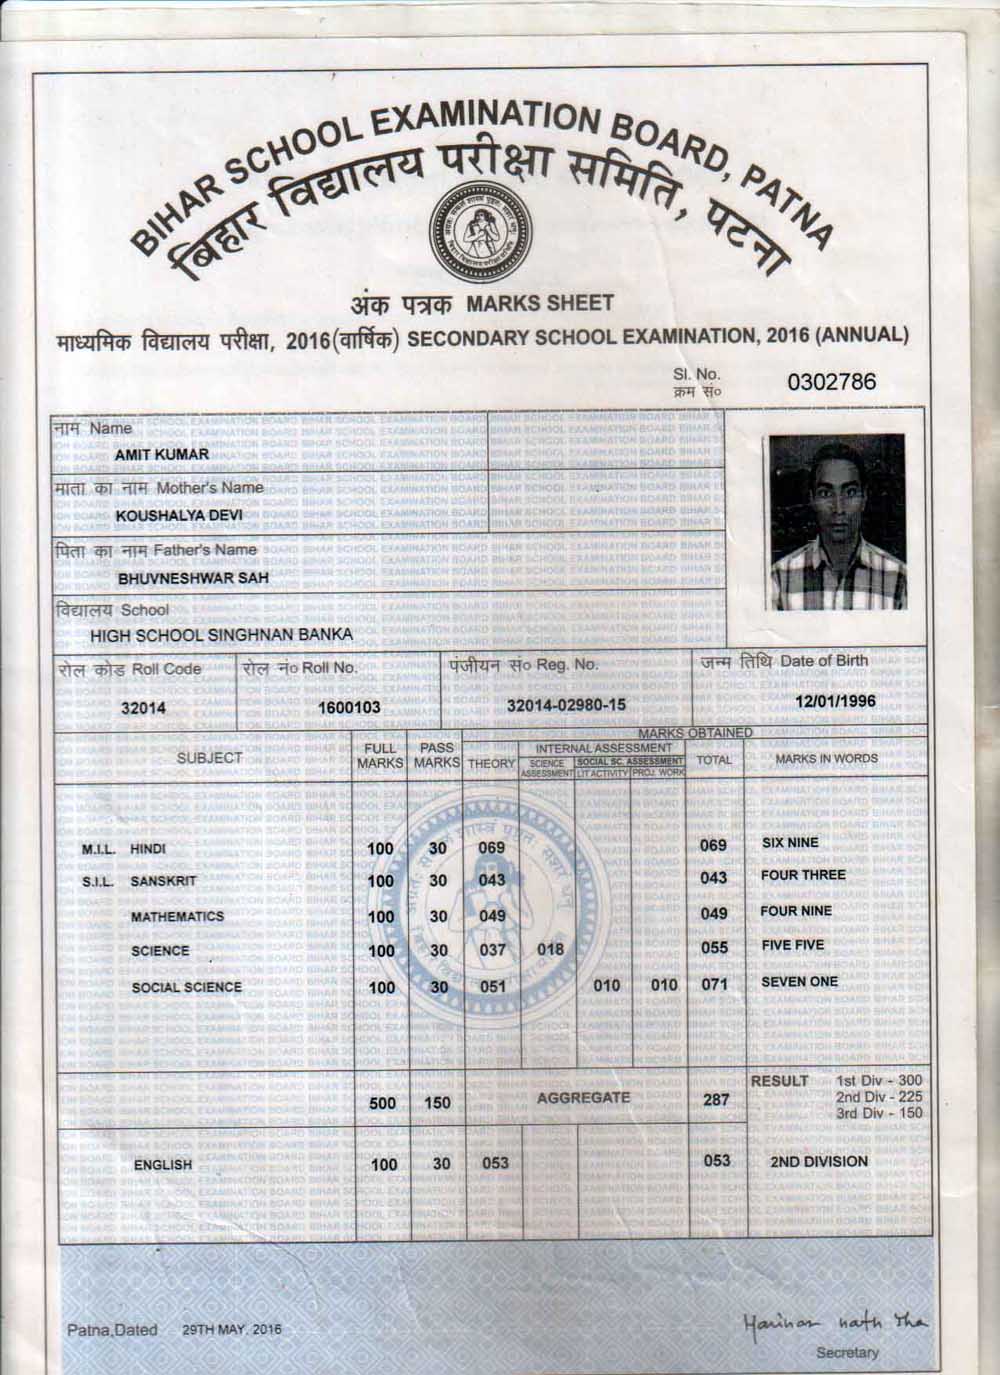 BIHAR SCHOOL EXAMINATION BOARD, PATNA
बिहार विद्यालय परीक्षा समिति, पटना
अंक पत्रक MARKS SHEET
माध्यमिक विद्यालय परीक्षा, 2016(वार्षिक) SECONDARY SCHOOL EXAMINATION, 2016 (ANNUAL)
Sl. No.
क्रम सं० 0302786
नाम Name
AMIT KUMAR
माता का नाम Mother's Name
KOUSHALYA DEVI
पिता का नाम Father's Name
BHUVNESHWAR SAH
विद्यालय School
HIGH SCHOOL SINGHNAN BANKA
रोल कोड Roll Code रोल नं० Roll No. पंजीयन सं० Reg. No. जन्म तिथि Date of Birth
32014 1600103 32014-02980-15 12/01/1996
MARKS OBTAINED
SUBJECT FULL MARKS PASS MARKS THEORY INTERNAL ASSESSMENT TOTAL MARKS IN WORDS
SCIENCE ASSESSMENT SOCIAL SC. ASSESSMENT
LIT ACTIVITY PROJ. WORK
M.I.L. HINDI 100 30 069 069 SIX NINE
S.I.L. SANSKRIT 100 30 043 043 FOUR THREE
MATHEMATICS 100 30 049 049 FOUR NINE
SCIENCE 100 30 037 018 055 FIVE FIVE
SOCIAL SCIENCE 100 30 051 010 010 071 SEVEN ONE
RESULT 1st Div - 300
2nd Div - 225
3rd Div - 150
500 150 AGGREGATE 287
ENGLISH 100 30 053 053 2ND DIVISION
Patna,Dated 29TH MAY. 2016
Secretary